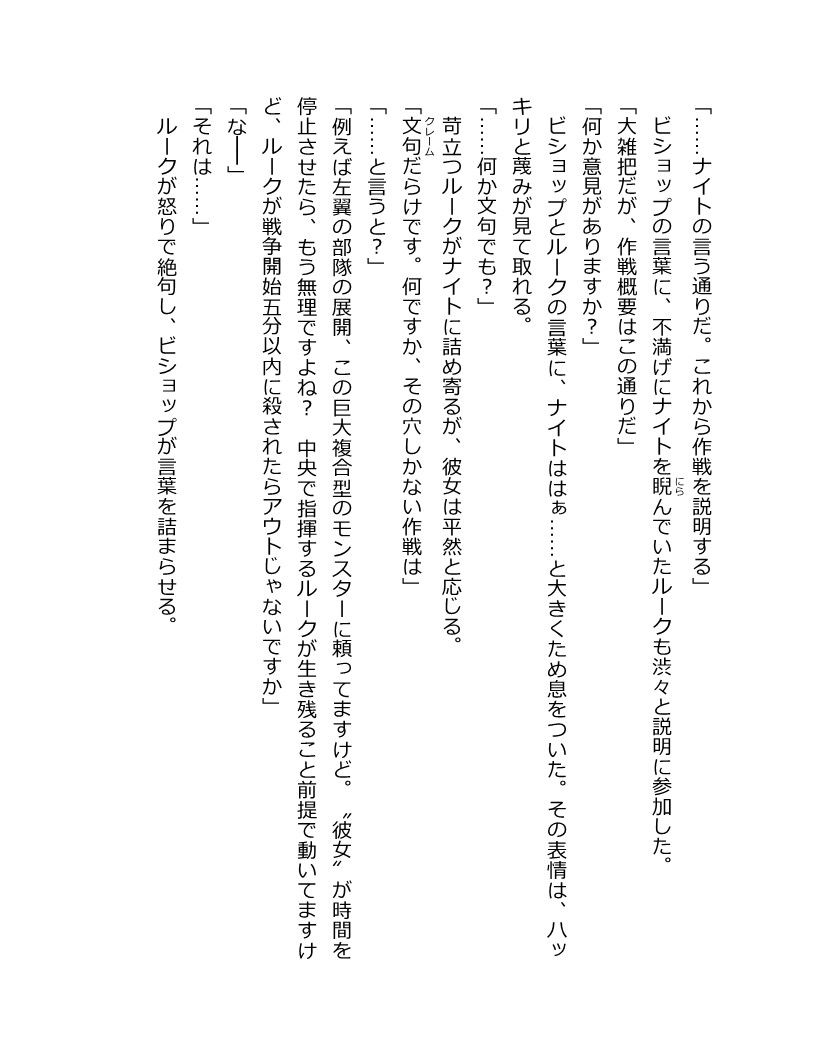 「……ナイトの言う通りだ。これから作戦を説明する」
ビショップの言葉に、不満げにナイトを睨んでいたルークも渋々と説明に参加した。
にら
「大雑把だが、作戦概要はこの通りだ」
「何か意見がありますか？」
ビショップとルークの言葉に、ナイトははぁ……と大きくため息をついた。その表情は、ハッ
キリと蔑みが見て取れる。
「……何か文句でも？」
苛立つルークがナイトに詰め寄るが、彼女は平然と応じる。
「文句だらけです。何ですか、その穴しかない作戦は」
クレーム
「……と言うと？」
「例えば左翼の部隊の展開、この巨大複合型のモンスターに頼ってますけど。〝彼女〟が時間を
停止させたら、もう無理ですよね？　中央で指揮するルークが生き残ること前提で動いてますけ
ど、ルークが戦争開始五分以内に殺されたらアウトじゃないですか」
「な――」
「それは……」
ルークが怒りで絶句し、ビショップが言葉を詰まらせる。